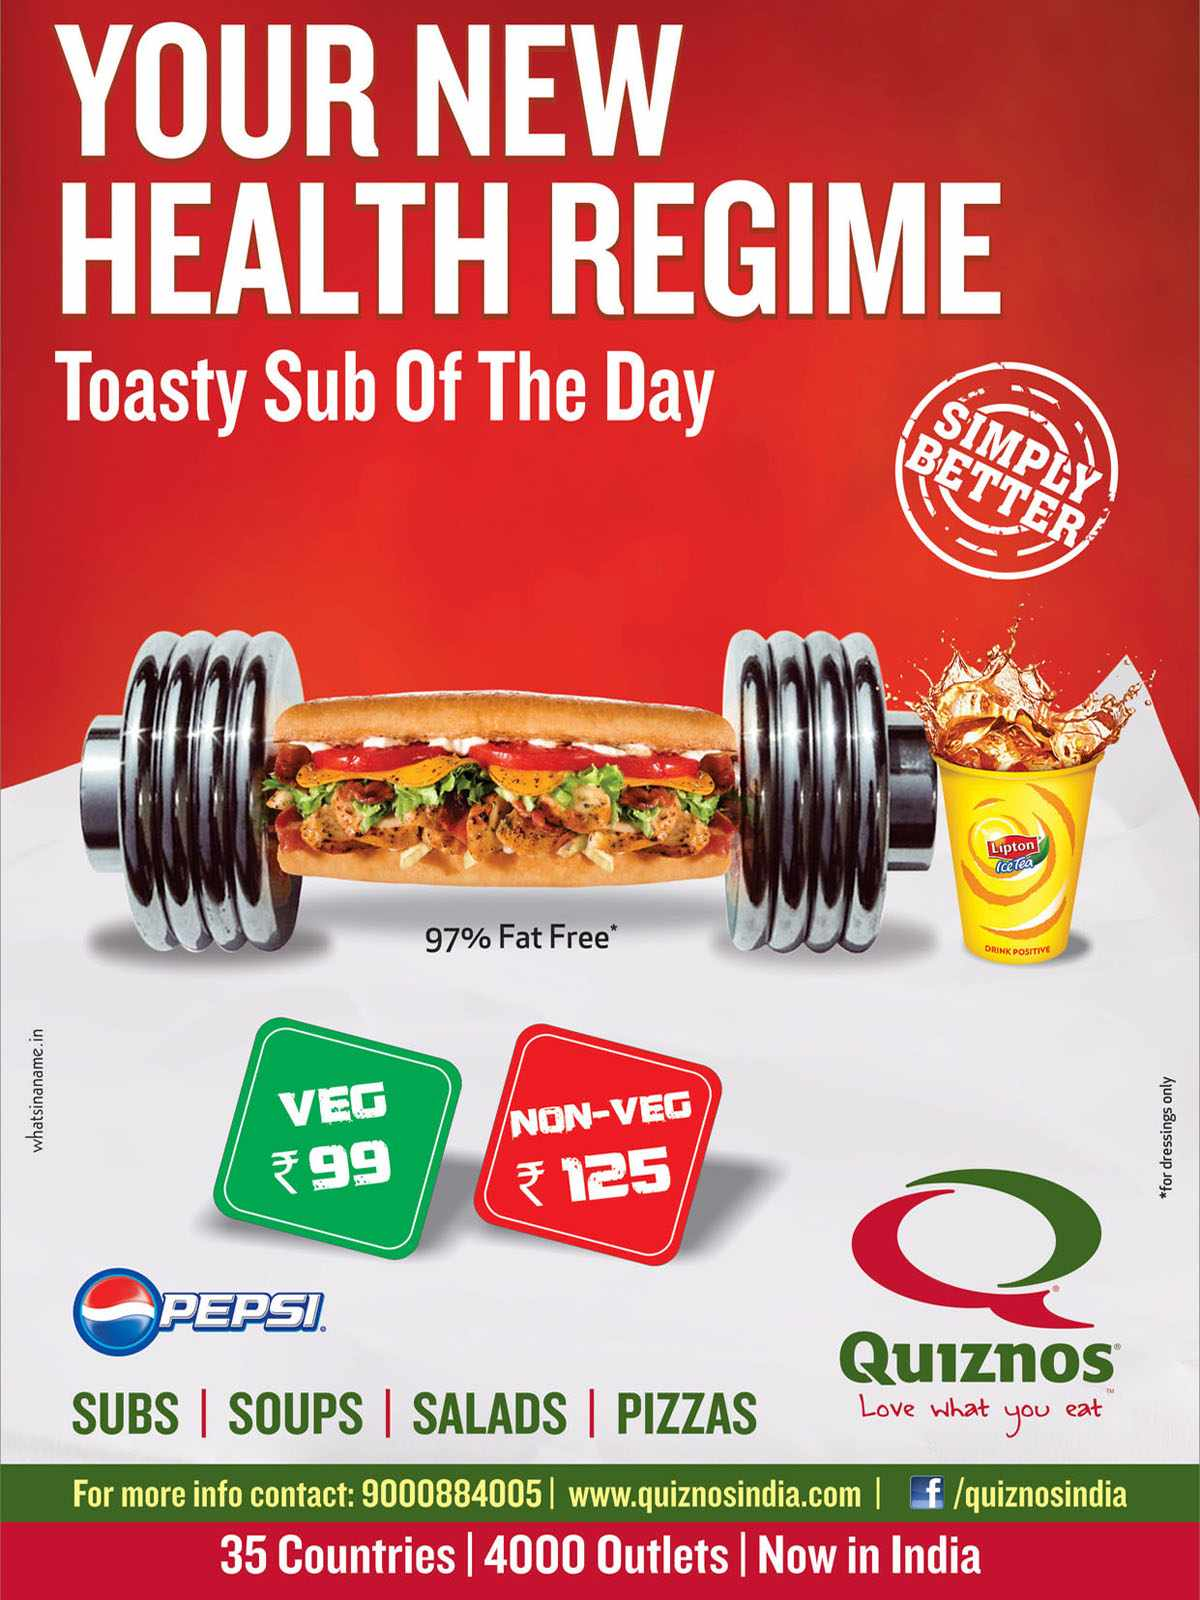 YOUR NEW
HEALTH REGIME
Toasty Sub Of The Day
SIMPLY
BETTER
Lipton
Ice Tea
DRINK POSITIVE
97% Fat Free*
whatsinaname.in
VEG
₹ 99
NON-VEG
₹ 125
*for dressings only
PEPSI®
QUIZNOS®
Love what you eat™
SUBS | SOUPS | SALADS | PIZZAS
For more info contact: 9000884005 | www.quiznosindia.com | f /quiznosindia
35 Countries | 4000 Outlets | Now in India